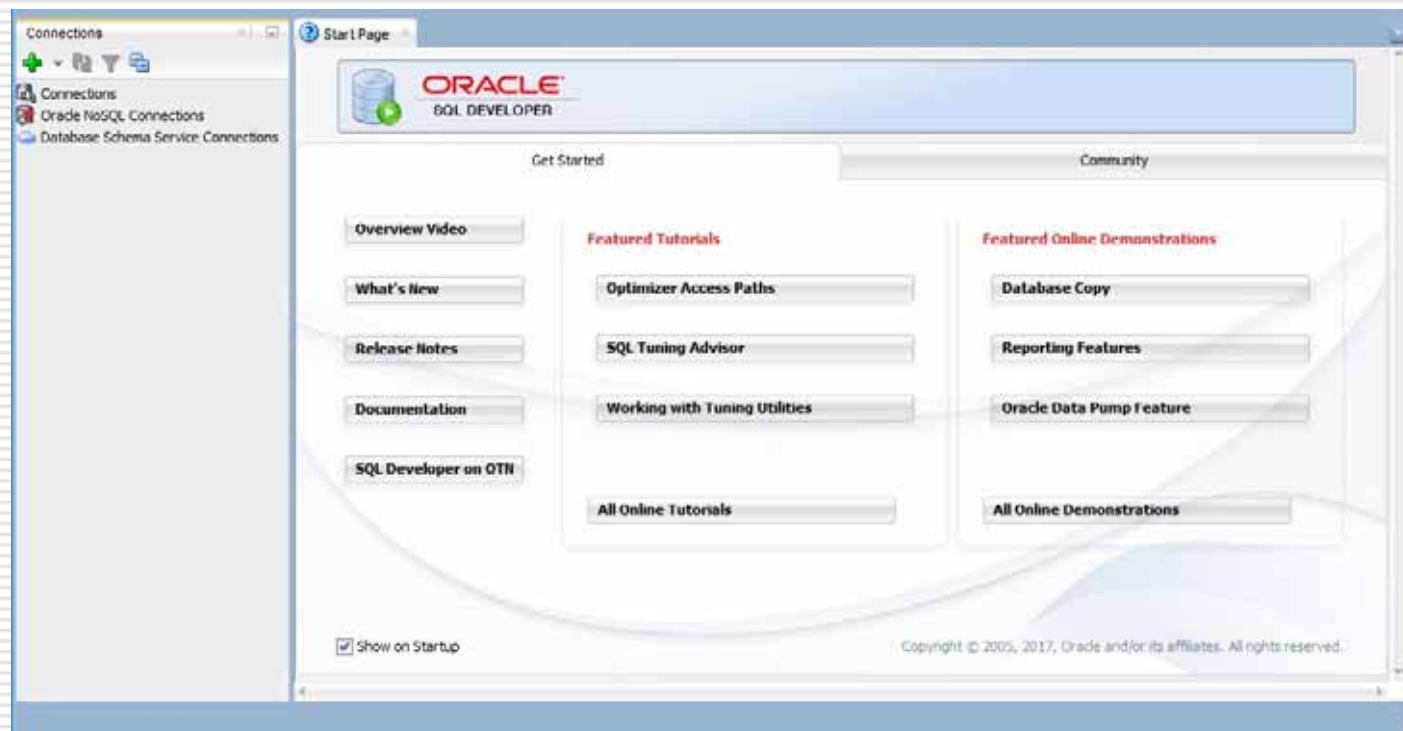 Connections
Connections
Oracle NoSQL Connections
Database Schema Service Connections
Start Page
ORACLE
SQL DEVELOPER
Get Started
Community
Overview Video
What's New
Release Notes
Documentation
SQL Developer on OTN
Featured Tutorials
Optimizer Access Paths
SQL Tuning Advisor
Working with Tuning Utilities
All Online Tutorials
Featured Online Demonstrations
Database Copy
Reporting Features
Oracle Data Pump Feature
All Online Demonstrations
Show on Startup
Copyright © 2005, 2017, Oracle and/or its affiliates. All rights reserved.